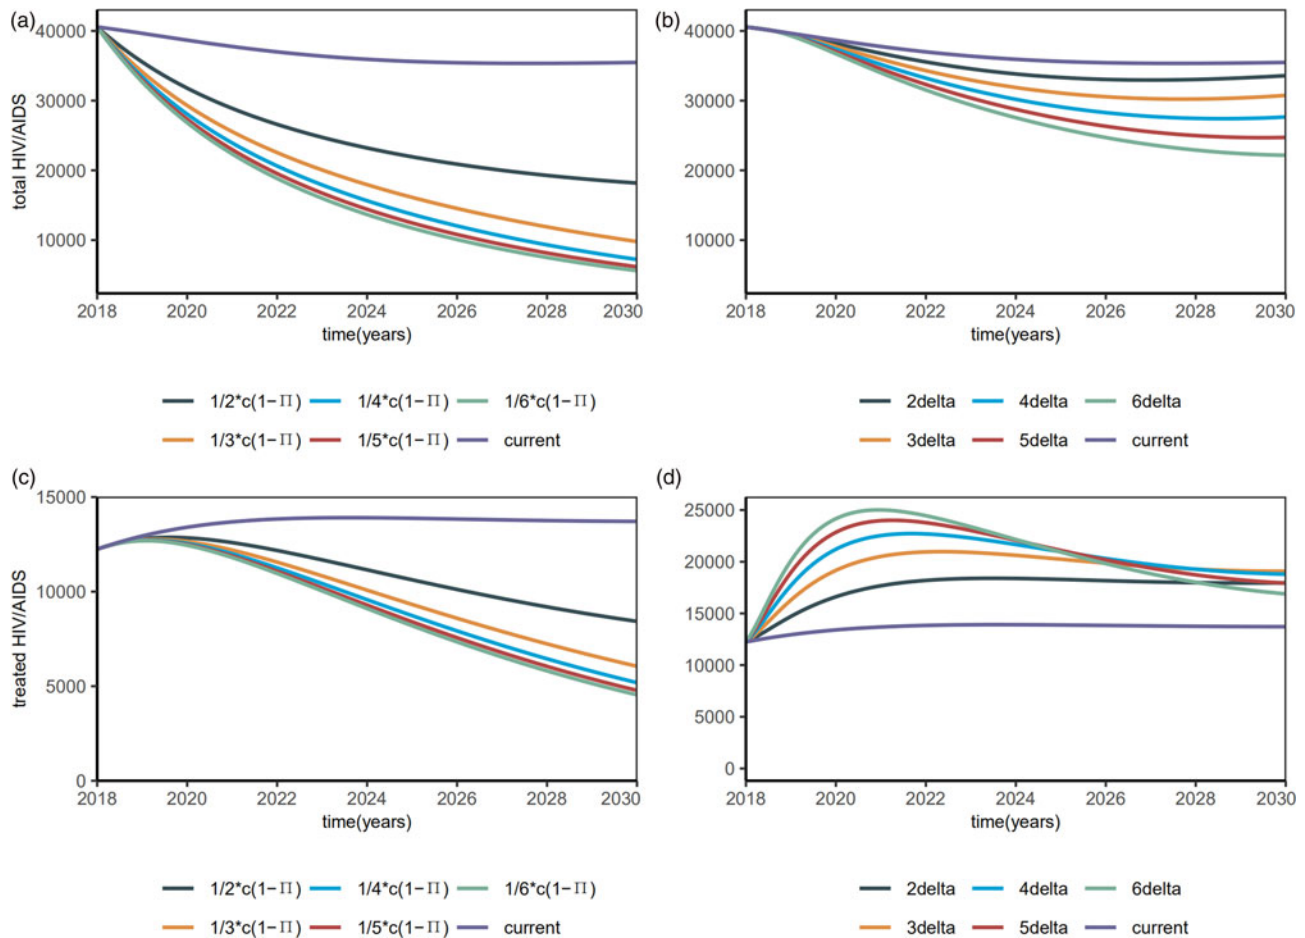 (a)
total HIV/AIDS
40000
30000
20000
10000
2018 2020 2022 2024 2026 2028 2030
time(years)
1/2*c(1−Π) 1/4*c(1−Π) 1/6*c(1−Π)
1/3*c(1−Π) 1/5*c(1−Π) current
(b)
40000
30000
20000
10000
2018 2020 2022 2024 2026 2028 2030
time(years)
2delta 4delta 6delta
3delta 5delta current
(c)
treated HIV/AIDS
15000
10000
5000
0
2018 2020 2022 2024 2026 2028 2030
time(years)
1/2*c(1−Π) 1/4*c(1−Π) 1/6*c(1−Π)
1/3*c(1−Π) 1/5*c(1−Π) current
(d)
25000
20000
15000
10000
5000
0
2018 2020 2022 2024 2026 2028 2030
time(years)
2delta 4delta 6delta
3delta 5delta current